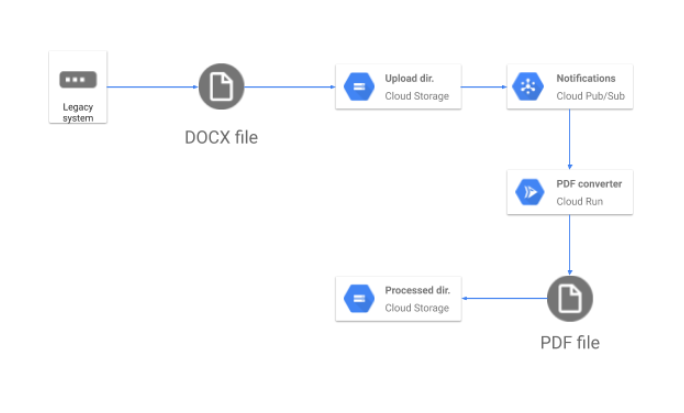 Legacy
system
DOCX file
Upload dir.
Cloud Storage
Notifications
Cloud Pub/Sub
PDF converter
Cloud Run
Processed dir.
Cloud Storage
PDF file